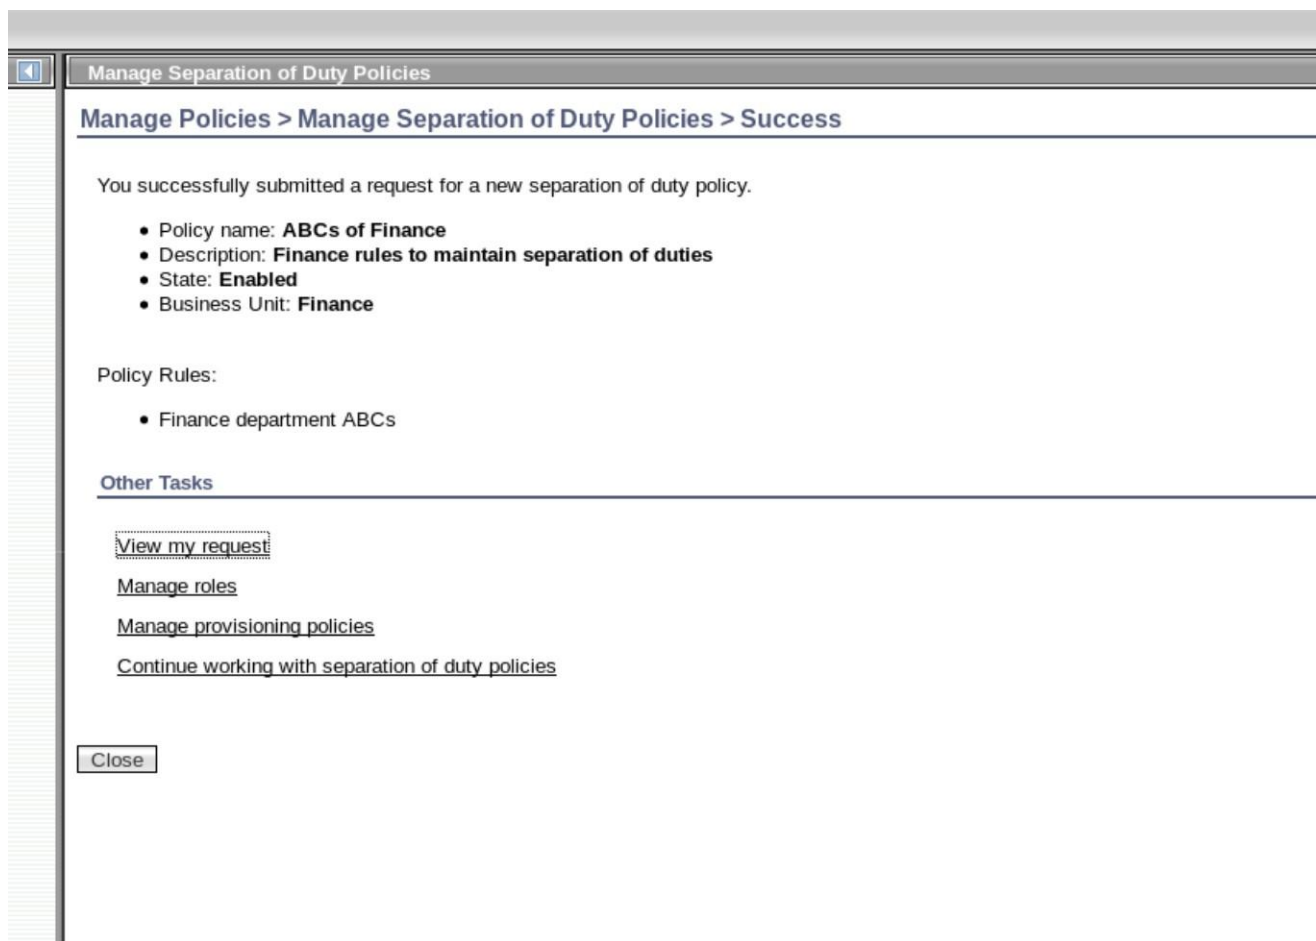 Manage Separation of Duty Policies
Manage Policies > Manage Separation of Duty Policies > Success
You successfully submitted a request for a new separation of duty policy.
• Policy name: ABCs of Finance
• Description: Finance rules to maintain separation of duties
• State: Enabled
• Business Unit: Finance
Policy Rules:
• Finance department ABCs
Other Tasks
View my request
Manage roles
Manage provisioning policies
Continue working with separation of duty policies
Close